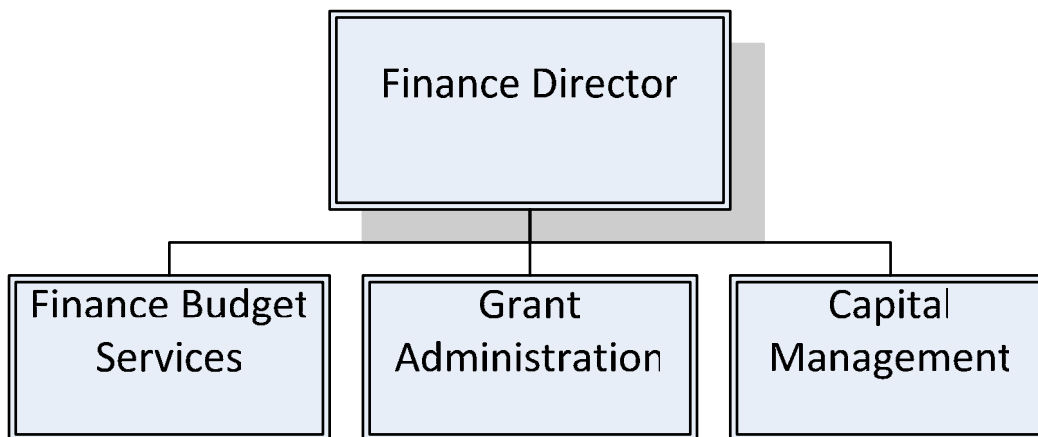 Finance Director
Finance Budget
Services
Grant
Administration
Capital
Management